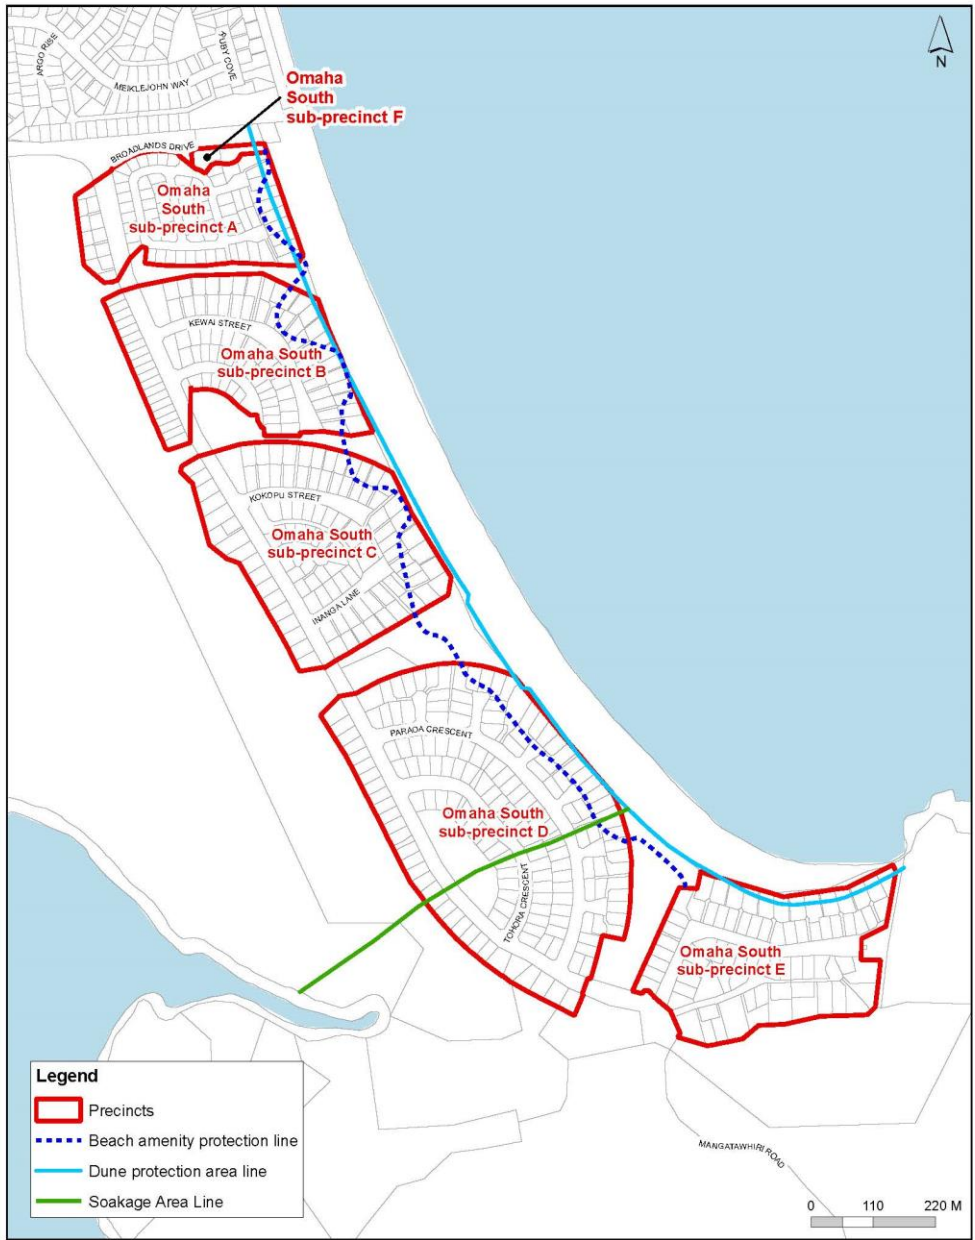 ARGO RISE
PUBY COVE
MEIKLEJOHN WAY
N
Omaha
South
sub-precinct F
BROADLANDS DRIVE
Omaha
South
sub-precinct A
KEWAI STREET
Omaha South
sub-precinct B
KOKOPU STREET
Omaha South
sub-precinct C
INANGA LANE
PARAOA CRESCENT
Omaha South
sub-precinct D
TOHORA CRESCENT
Omaha South
sub-precinct E
MANGATAWHIRI ROAD
Legend
Precincts
Beach amenity protection line
Dune protection area line
Soakage Area Line
0 110 220 M